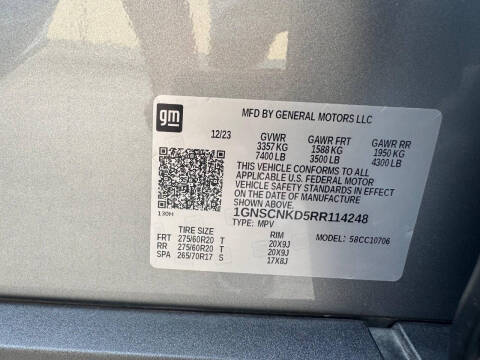 gm
MFD BY GENERAL MOTORS LLC
12/23 GVWR GAWR FRT GAWR RR
3357 KG 1588 KG 1950 KG
7400 LB 3500 LB 4300 LB
THIS VEHICLE CONFORMS TO ALL
APPLICABLE U.S. FEDERAL MOTOR
VEHICLE SAFETY STANDARDS IN EFFECT
ON THE DATE OF MANUFACTURE
SHOWN ABOVE
1GNSCNKD5RR114248
130H TYPE: MPV MODEL: 58CC10706
TIRE SIZE RIM
FRT 275/60R20 T 20X9J
RR 275/60R20 T 20X9J
SPA 265/70R17 S 17X8J